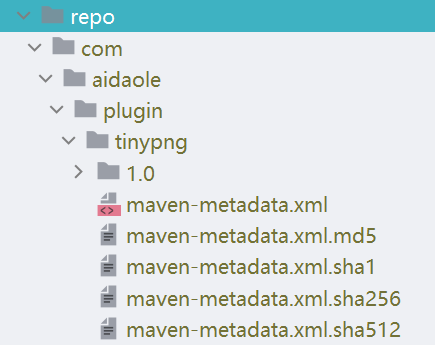 repo
com
aidaole
plugin
tinypng
1.0
maven-metadata.xml
maven-metadata.xml.md5
maven-metadata.xml.sha1
maven-metadata.xml.sha256
maven-metadata.xml.sha512